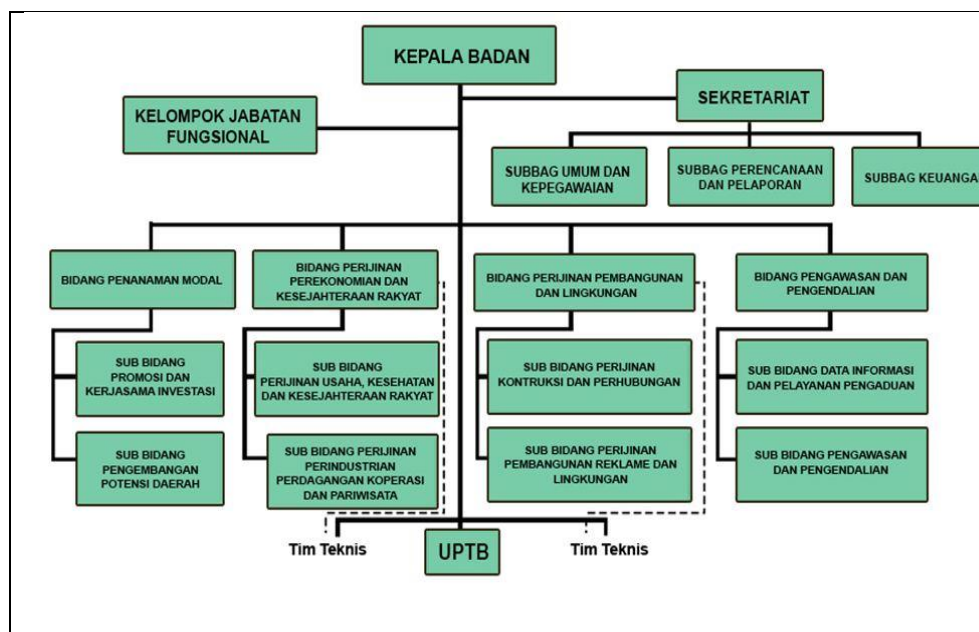 KEPALA BADAN
SEKRETARIAT
KELOMPOK JABATAN
FUNGSIONAL
SUBBAG UMUM DAN
KEPEGAWAIAN
SUBBAG PERENCANAAN
DAN PELAPORAN
SUBBAG KEUANGA
BIDANG PENANAMAN MODAL
BIDANG PERIJINAN
PEREKONOMIAN DAN
KESEJAHTERAAN RAKYAT
BIDANG PERIJINAN PEMBANGUNAN
DAN LINGKUNGAN
BIDANG PENGAWASAN DAN
PENGENDALIAN
SUB BIDANG
PROMOSI DAN
KERJASAMA INVESTASI
SUB BIDANG
PERIJINAN USAHA, KESEHATAN
DAN KESEJAHTERAAN RAKYAT
SUB BIDANG PERIJINAN
KONTRUKSI DAN PERHUBUNGAN
SUB BIDANG DATA INFORMASI
DAN PELAYANAN PENGADUAN
SUB BIDANG
PENGEMBANGAN
POTENSI DAERAH
SUB BIDANG PERIJINAN
PERINDUSTRIAN
PERDAGANGAN KOPERASI
DAN PARIWISATA
SUB BIDANG PERIJINAN
PEMBANGUNAN REKLAME DAN
LINGKUNGAN
SUB BIDANG PENGAWASAN
DAN PENGENDALIAN
Tim Teknis
UPTB
Tim Teknis